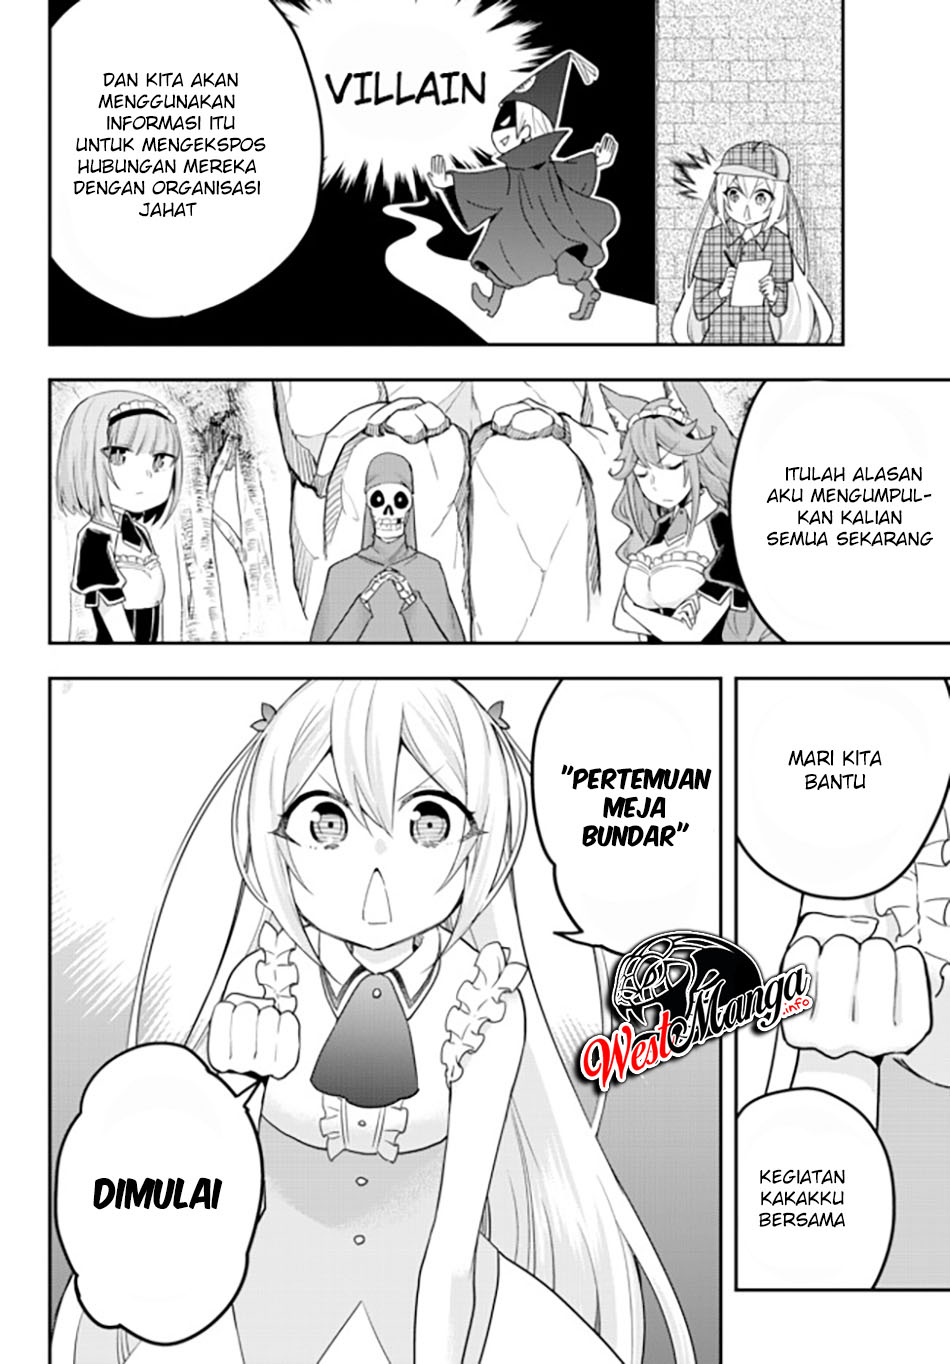 DAN KITA AKAN
MENGGUNAKAN
INFORMASI ITU
UNTUK MENGEKSPOS
HUBUNGAN MEREKA
DENGAN ORGANISASI
JAHAT
VILLAIN
ITULAH ALASAN
AKU MENGUMPUL-
KAN KALIAN
SEMUA SEKARANG
MARI KITA
BANTU
KEGIATAN
KAKAKKU
BERSAMA
"PERTEMUAN
MEJA
BUNDAR"
WestManga
.info
DIMULAI